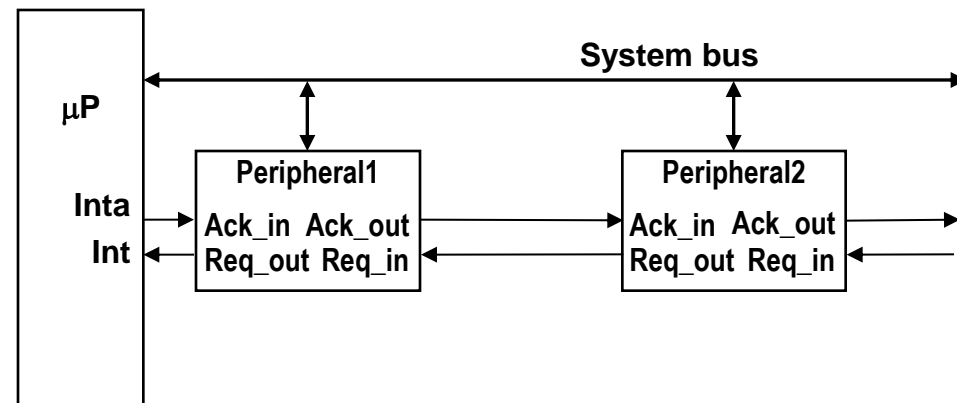 System bus
μP
Peripheral1
Peripheral2
Inta
Ack_in Ack_out
Ack_in Ack_out
Int
Req_out Req_in
Req_out Req_in